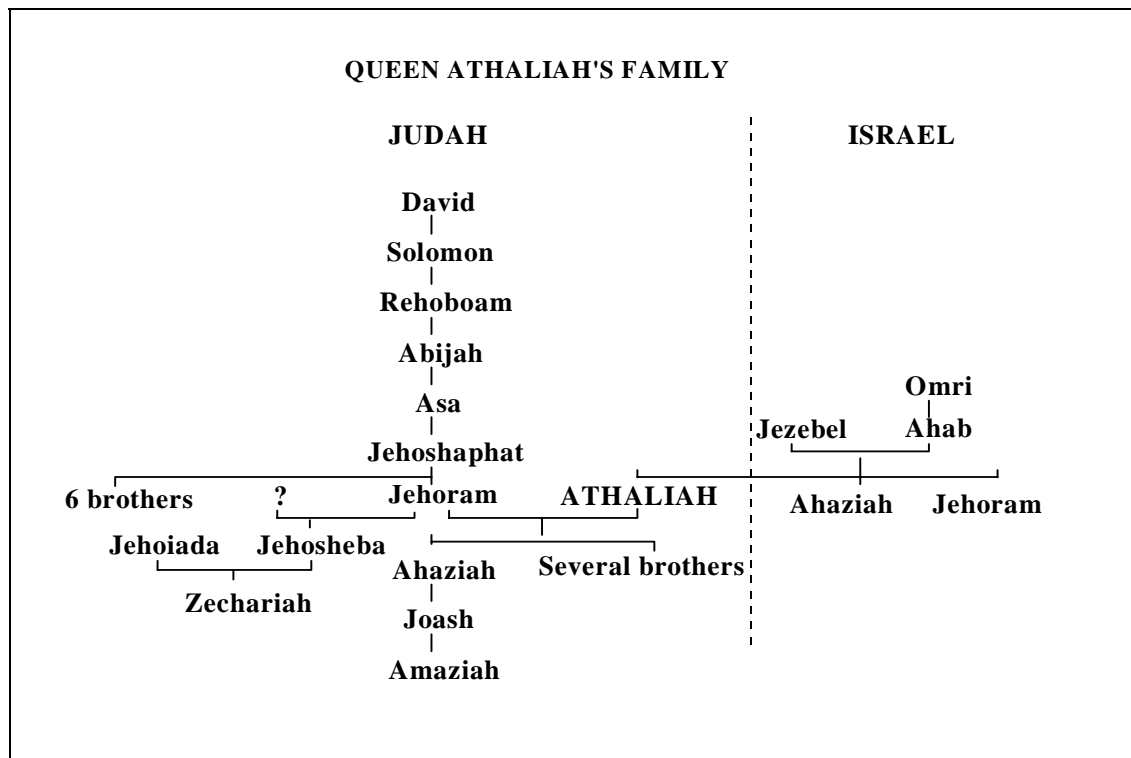 QUEEN ATHALIAH'S FAMILY
JUDAH ISRAEL
David
Solomon
Rehoboam
Abijah
Omri
Asa
Jezebel Ahab
Jehoshaphat
6 brothers ? Jehoram ATHALIAH Ahaziah Jehoram
Jehoiada Jehosheba
Ahaziah Several brothers
Zechariah
Joash
Amaziah